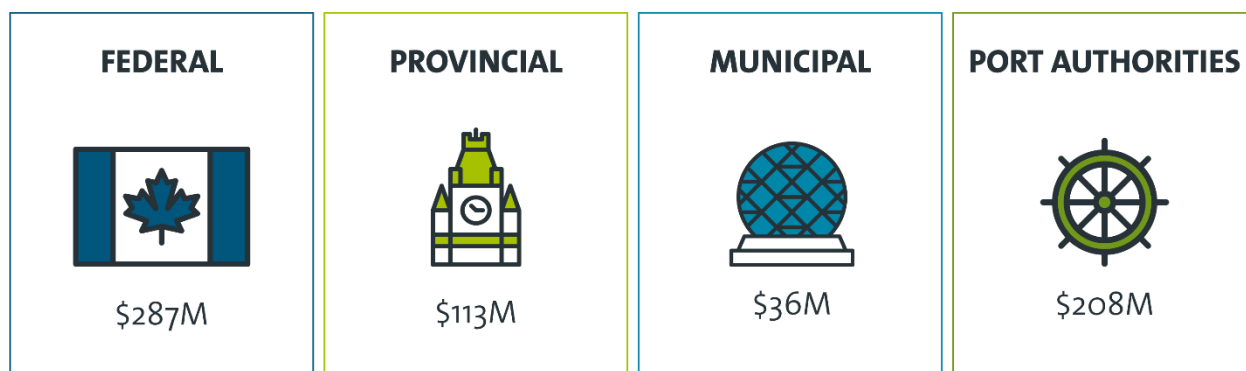 FEDERAL
$287M
PROVINCIAL
$113M
MUNICIPAL
$36M
PORT AUTHORITIES
$208M